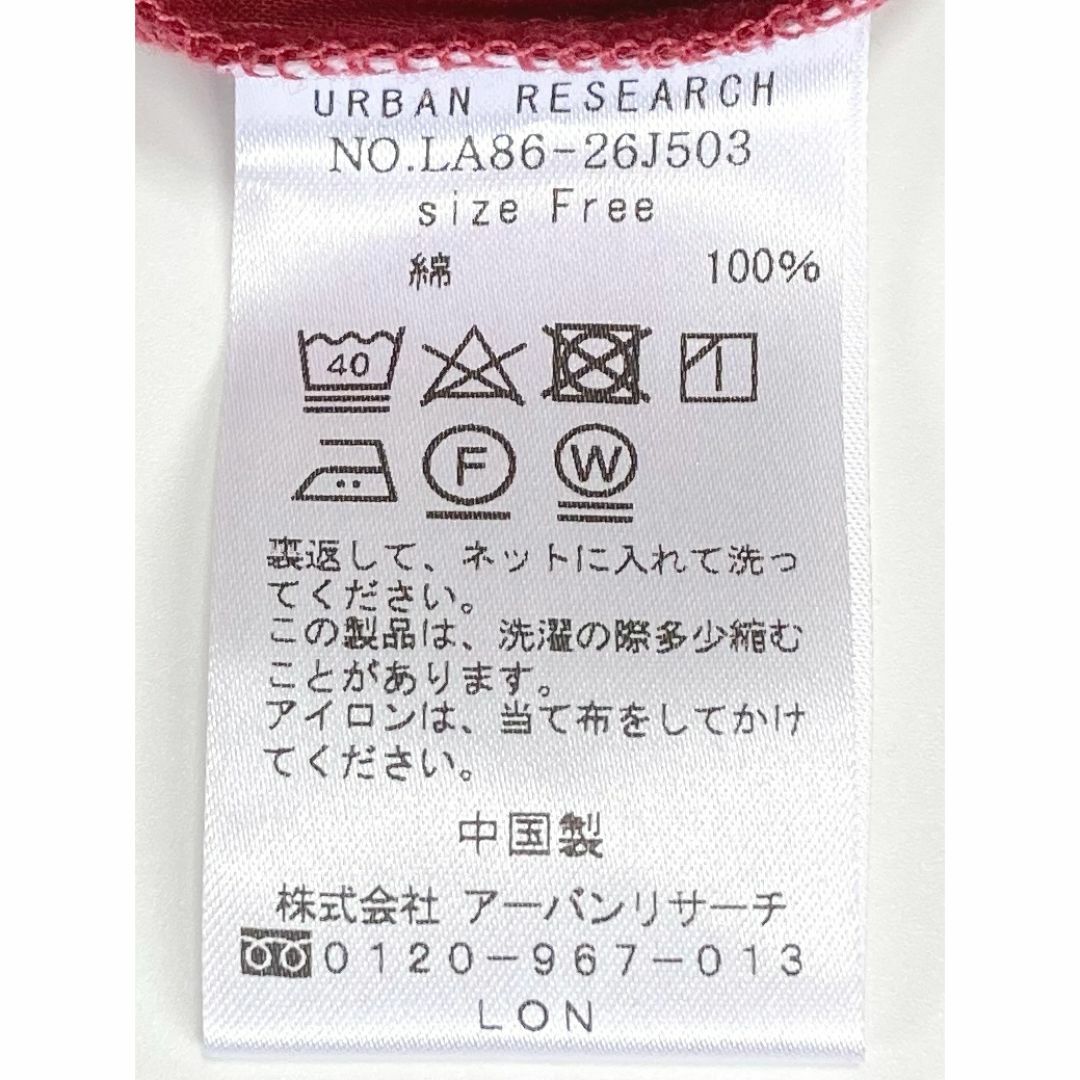 URBAN RESEARCH
NO.LA86-26J503
size Free
綿 100%
40
F W
裏返して、ネットに入れて洗っ
てください。
この製品は、洗濯の際多少縮む
ことがあります。
アイロンは、当て布をしてかけ
てください。
中国製
株式会社 アーバンリサーチ
0120-967-013
LON